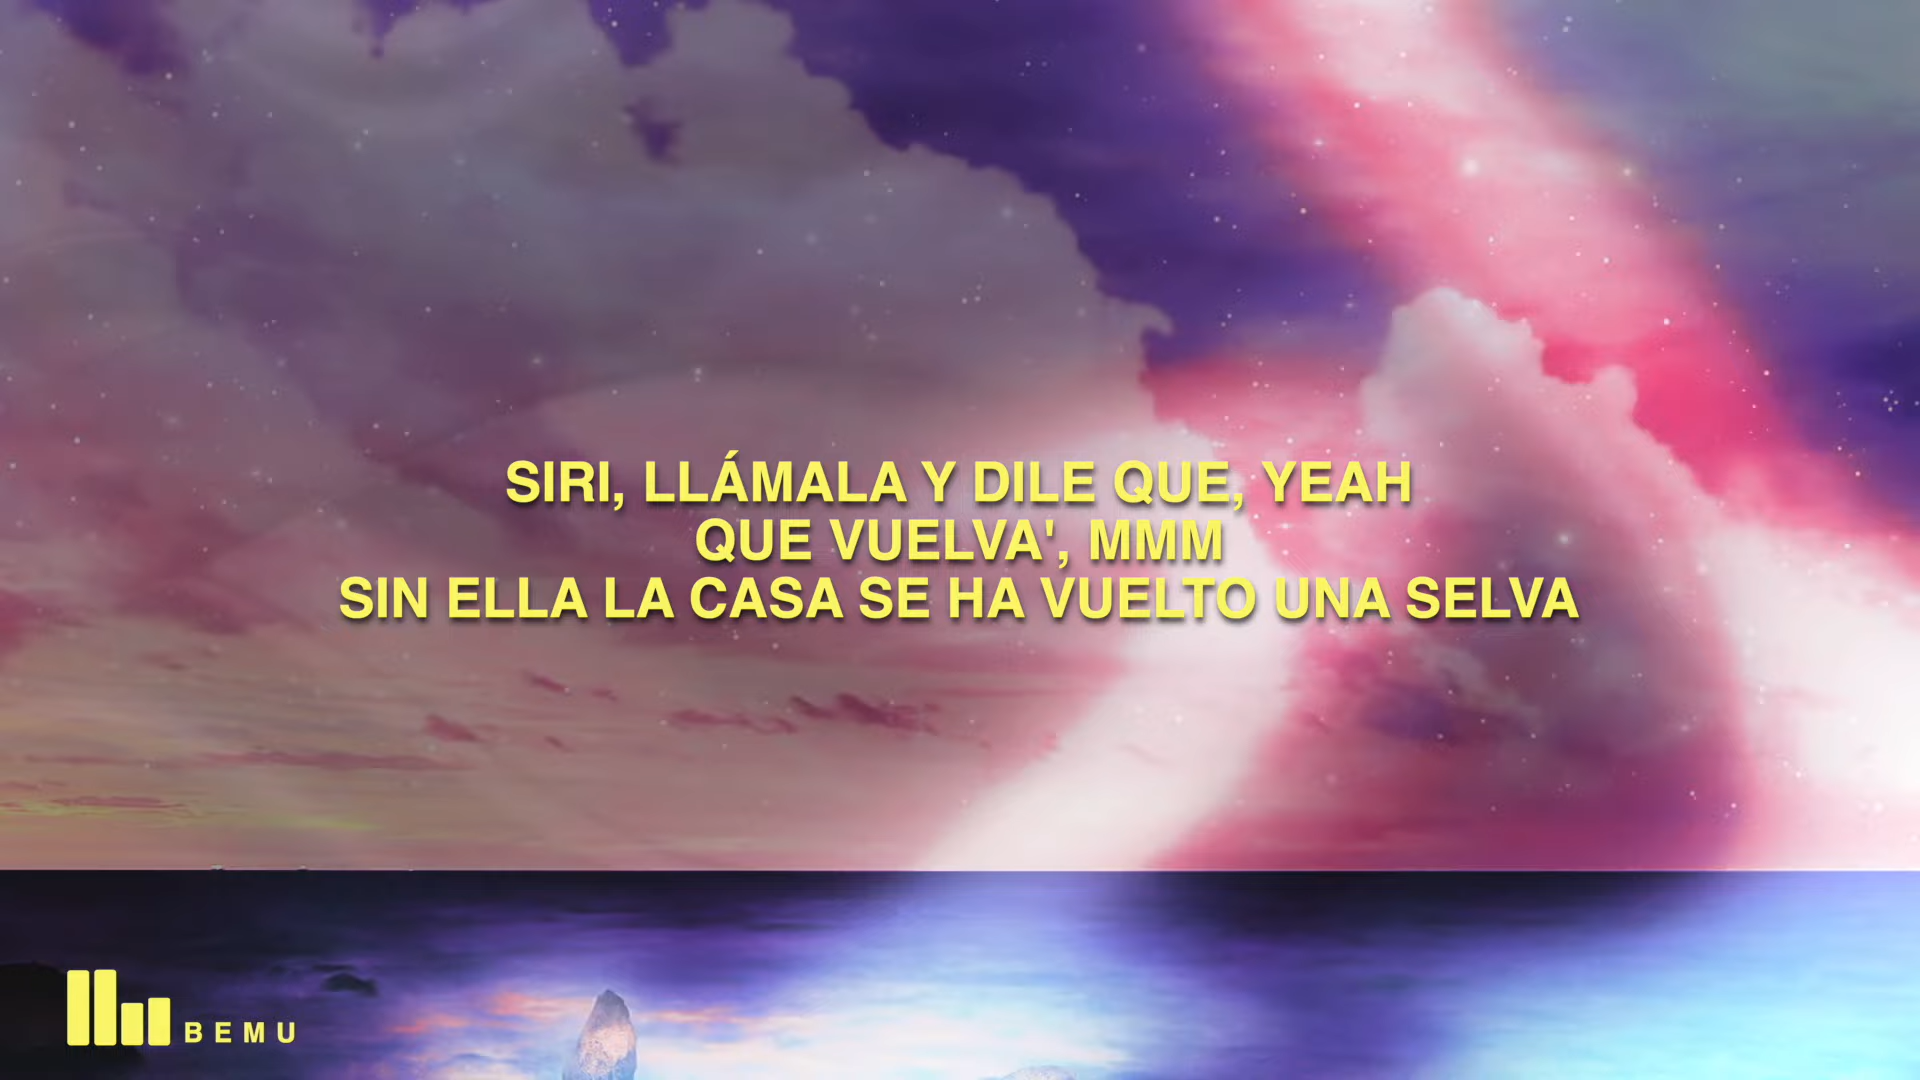 SIRI, LLÁMALA Y DILE QUE, YEAH
QUE VUELVA', MMM
SIN ELLA LA CASA SE HA VUELTO UNA SELVA
BEMU